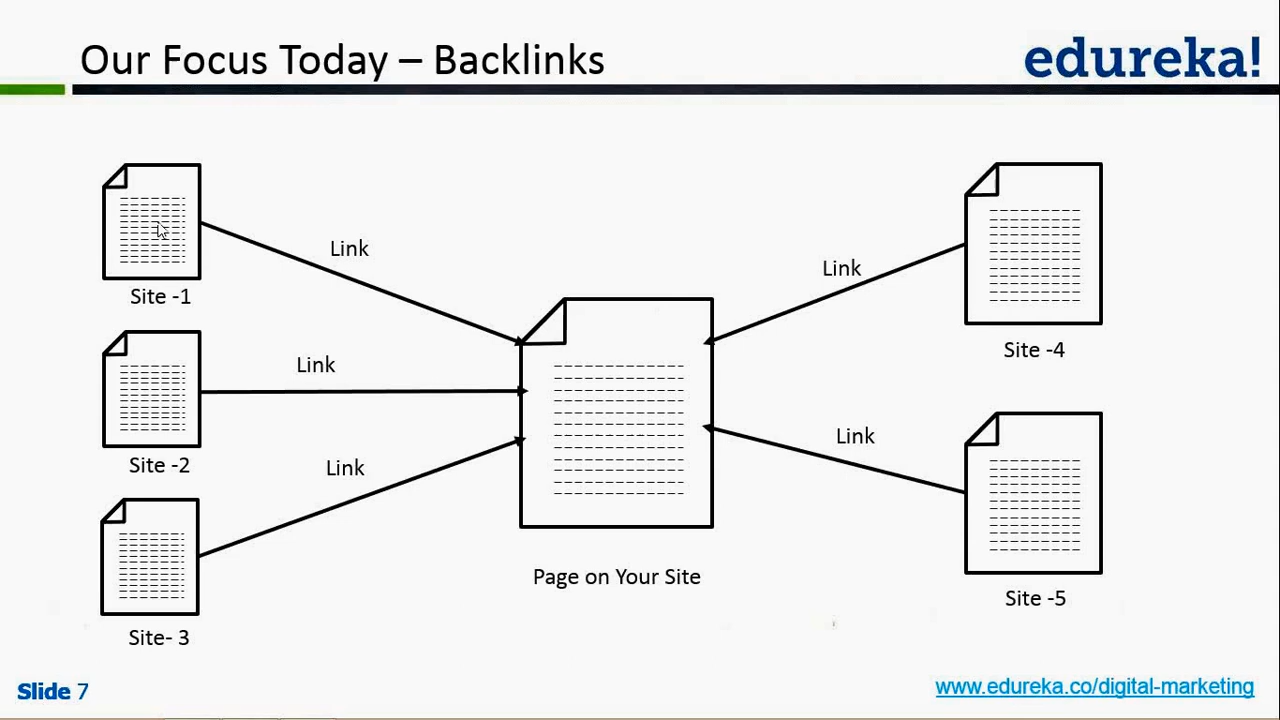 Our Focus Today – Backlinks
edureka!
Link
Site -1
Link
Site -2
Link
Site- 3
Link
Site -4
Link
Site -5
Page on Your Site
Slide 7
www.edureka.co/digital-marketing